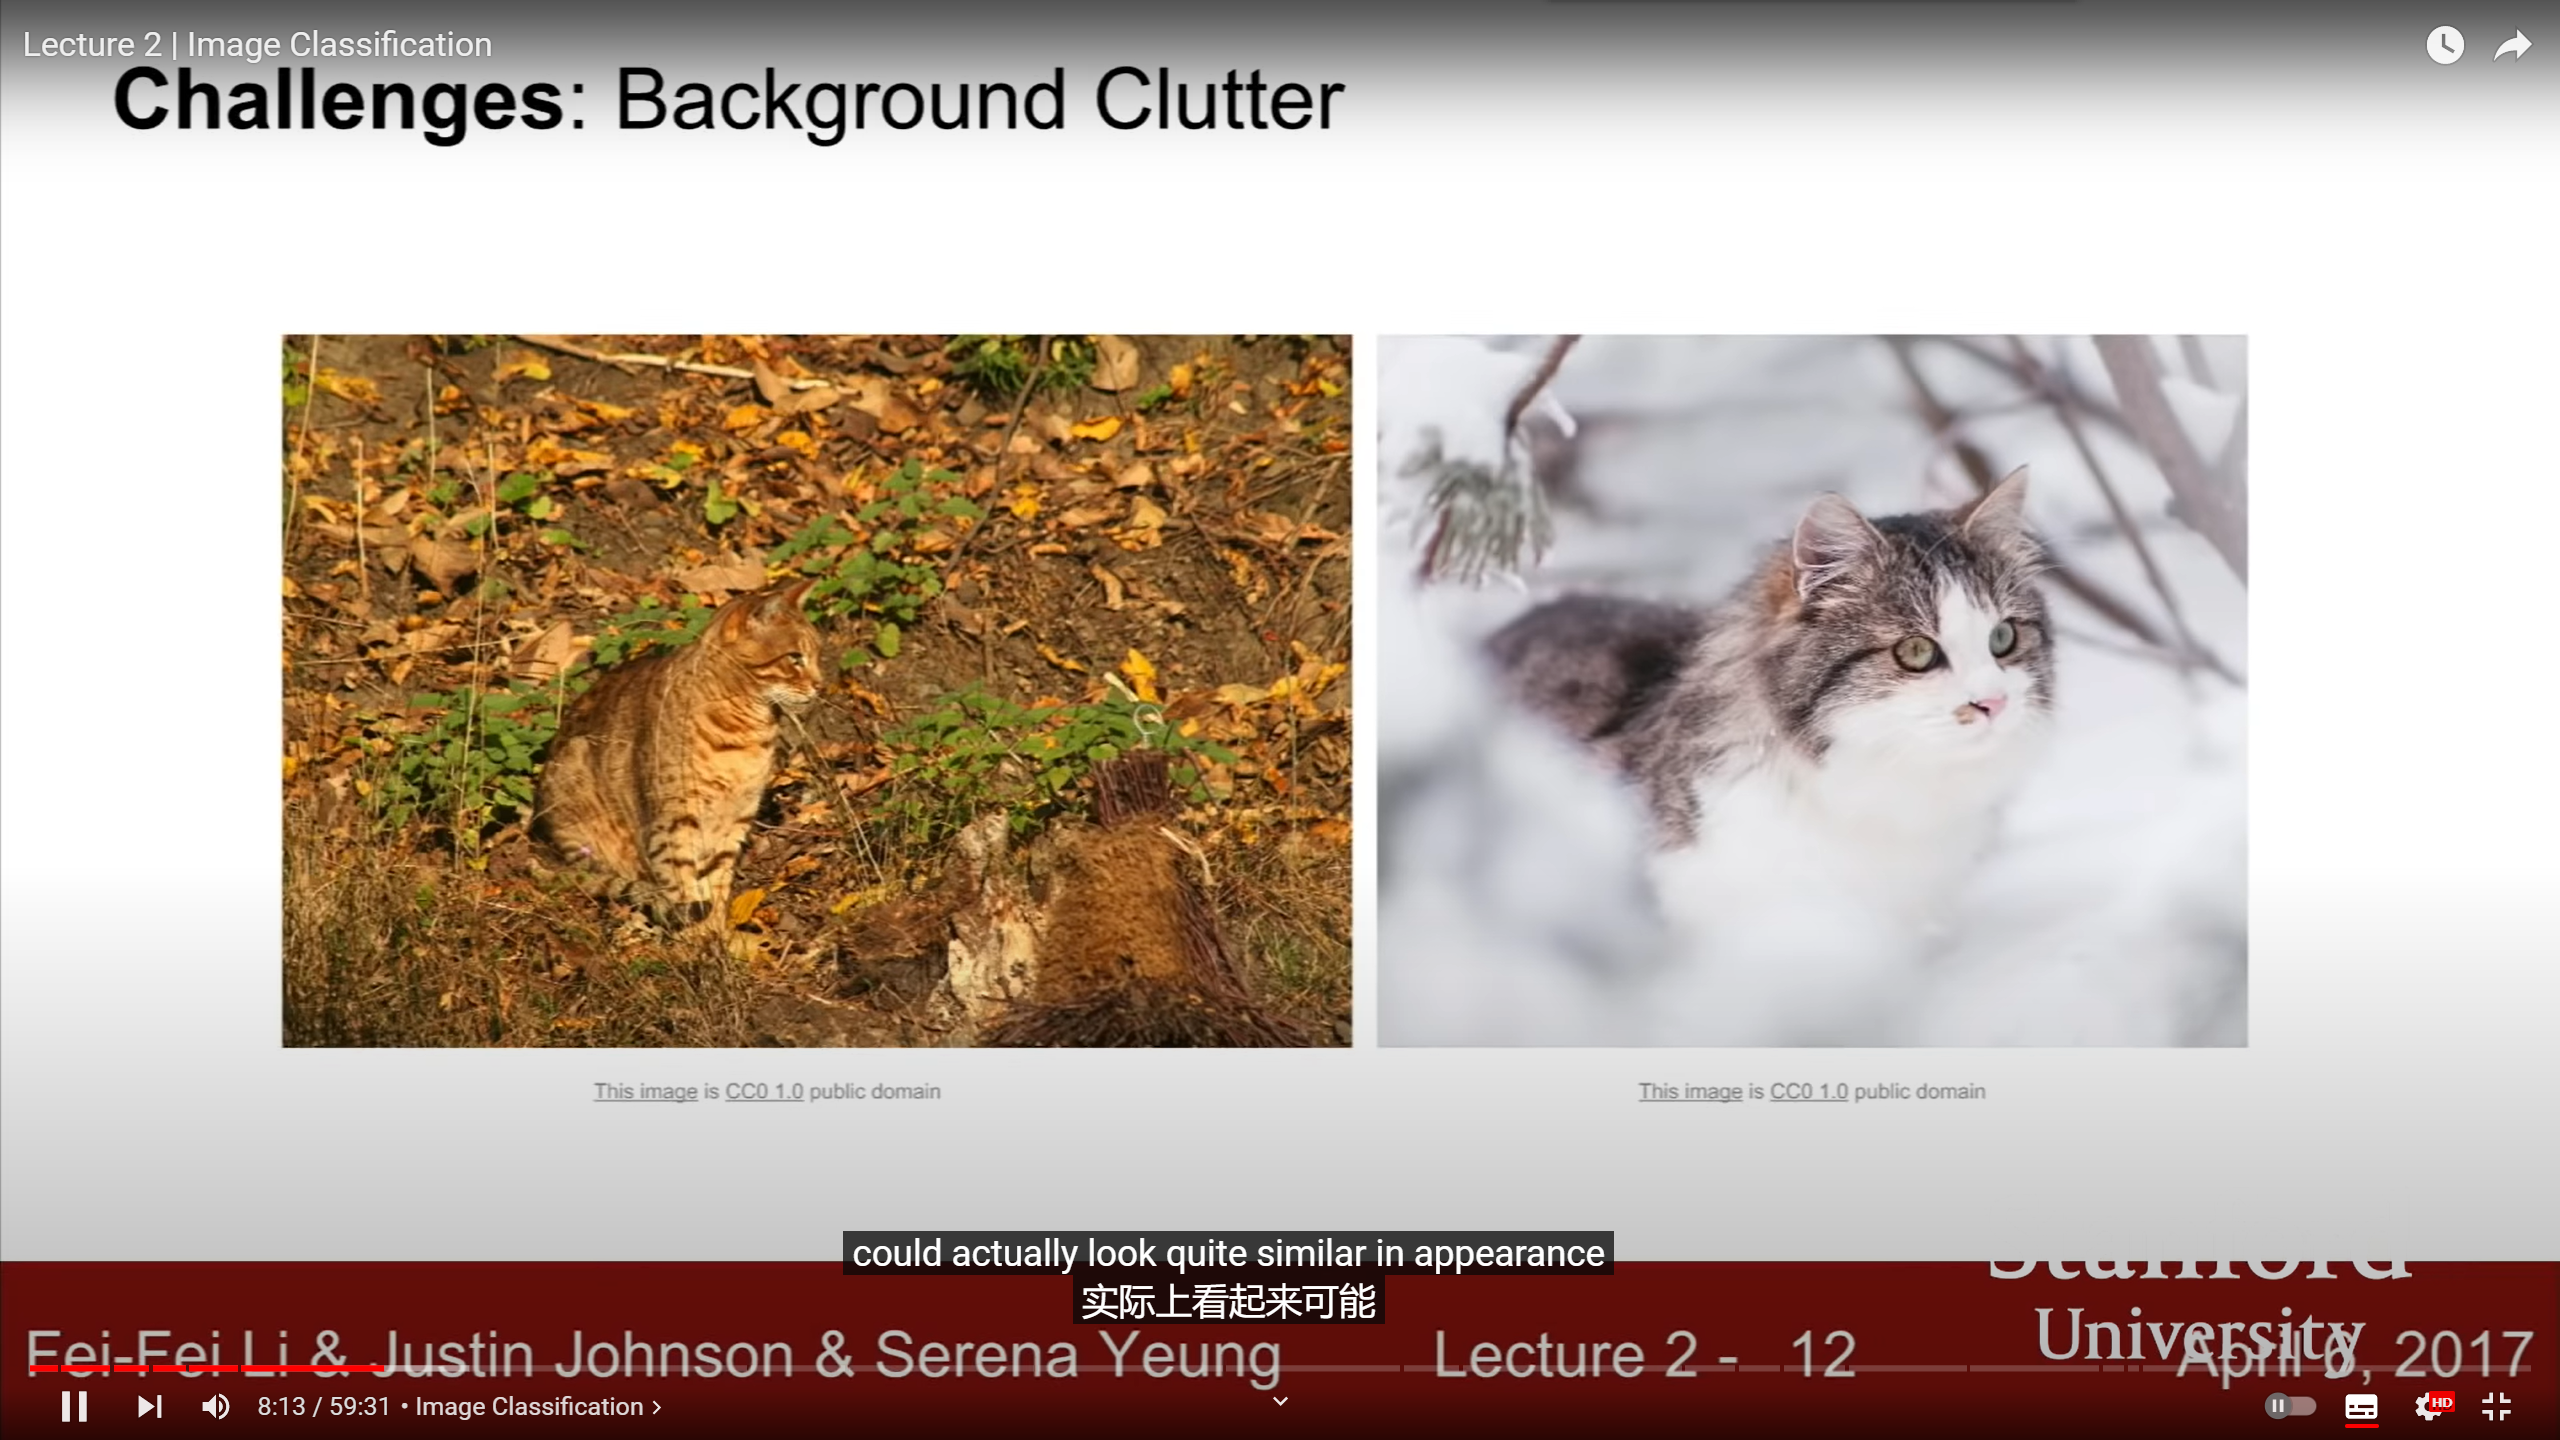 Lecture 2 | Image Classification
Challenges: Background Clutter
This image is CC0 1.0 public domain
This image is CC0 1.0 public domain
could actually look quite similar in appearance
实际上看起来可能
Stanford
University
Fei-Fei Li & Justin Johnson & Serena Yeung
Lecture 2 - 12
April 6, 2017
8:13 / 59:31 • Image Classification
HD